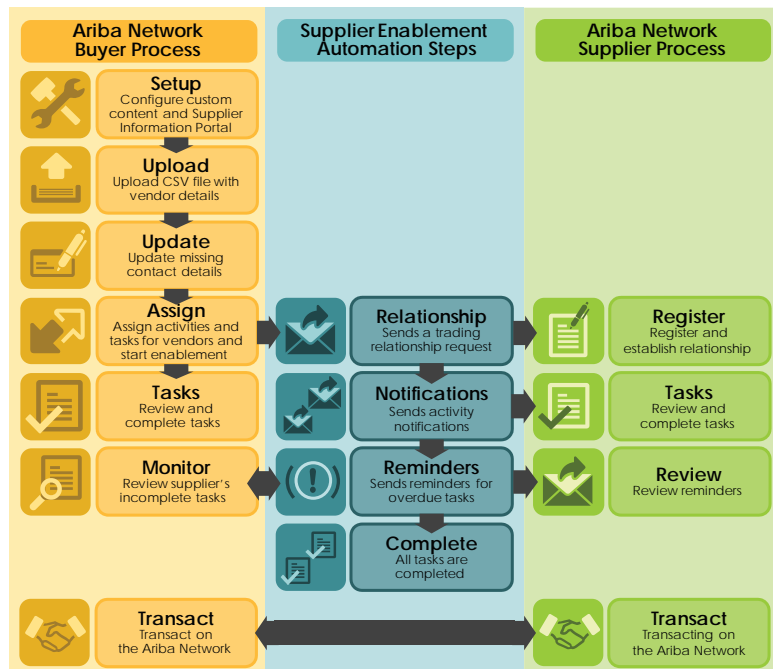 Ariba Network
Buyer Process
Supplier Enablement
Automation Steps
Ariba Network
Supplier Process
Setup
Configure custom
content and Supplier
Information Portal
Upload
Upload CSV file with
vendor details
Update
Update missing
contact details
Assign
Assign activities and
tasks for vendors and
start enablement
Relationship
Sends a trading
relationship request
Register
Register and
establish relationship
Tasks
Review and
complete tasks
Notifications
Sends activity
notifications
Tasks
Review and
complete tasks
Monitor
Review supplier's
incomplete tasks
Reminders
Sends reminders for
overdue tasks
Review
Review reminders
Complete
All tasks are
completed
Transact
Transact on
the Ariba Network
Transact
Transacting on
the Ariba Network